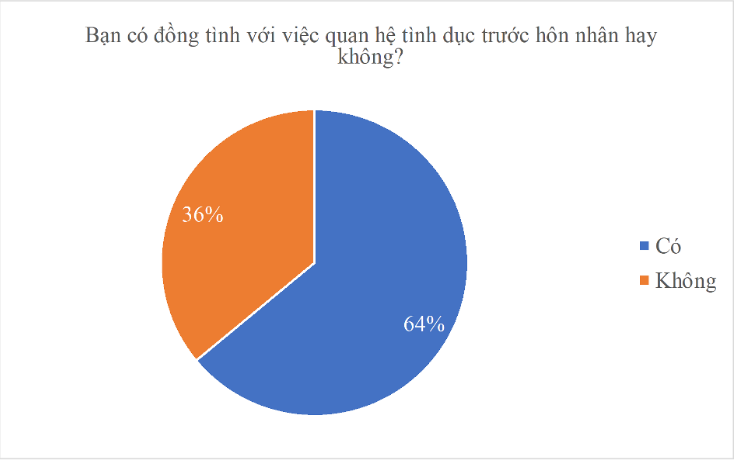 Bạn có đồng tình với việc quan hệ tình dục trước hôn nhân hay
không?
36%
64%
Có
Không